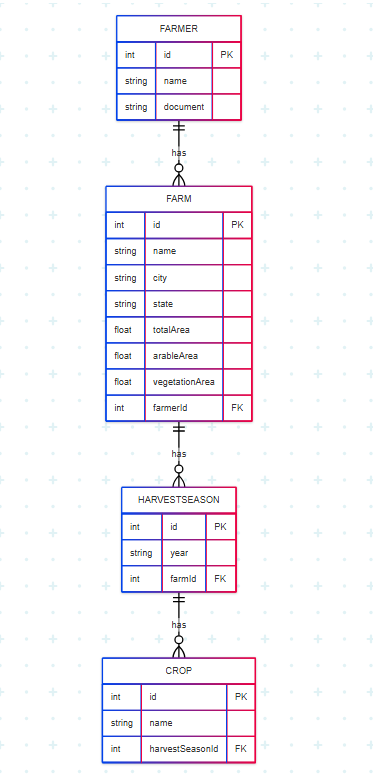 FARMER
int id PK
string name
string document
has
FARM
int id PK
string name
string city
string state
float totalArea
float arableArea
float vegetationArea
int farmerId FK
has
HARVESTSEASON
int id PK
string year
int farmId FK
has
CROP
int id PK
string name
int harvestSeasonId FK